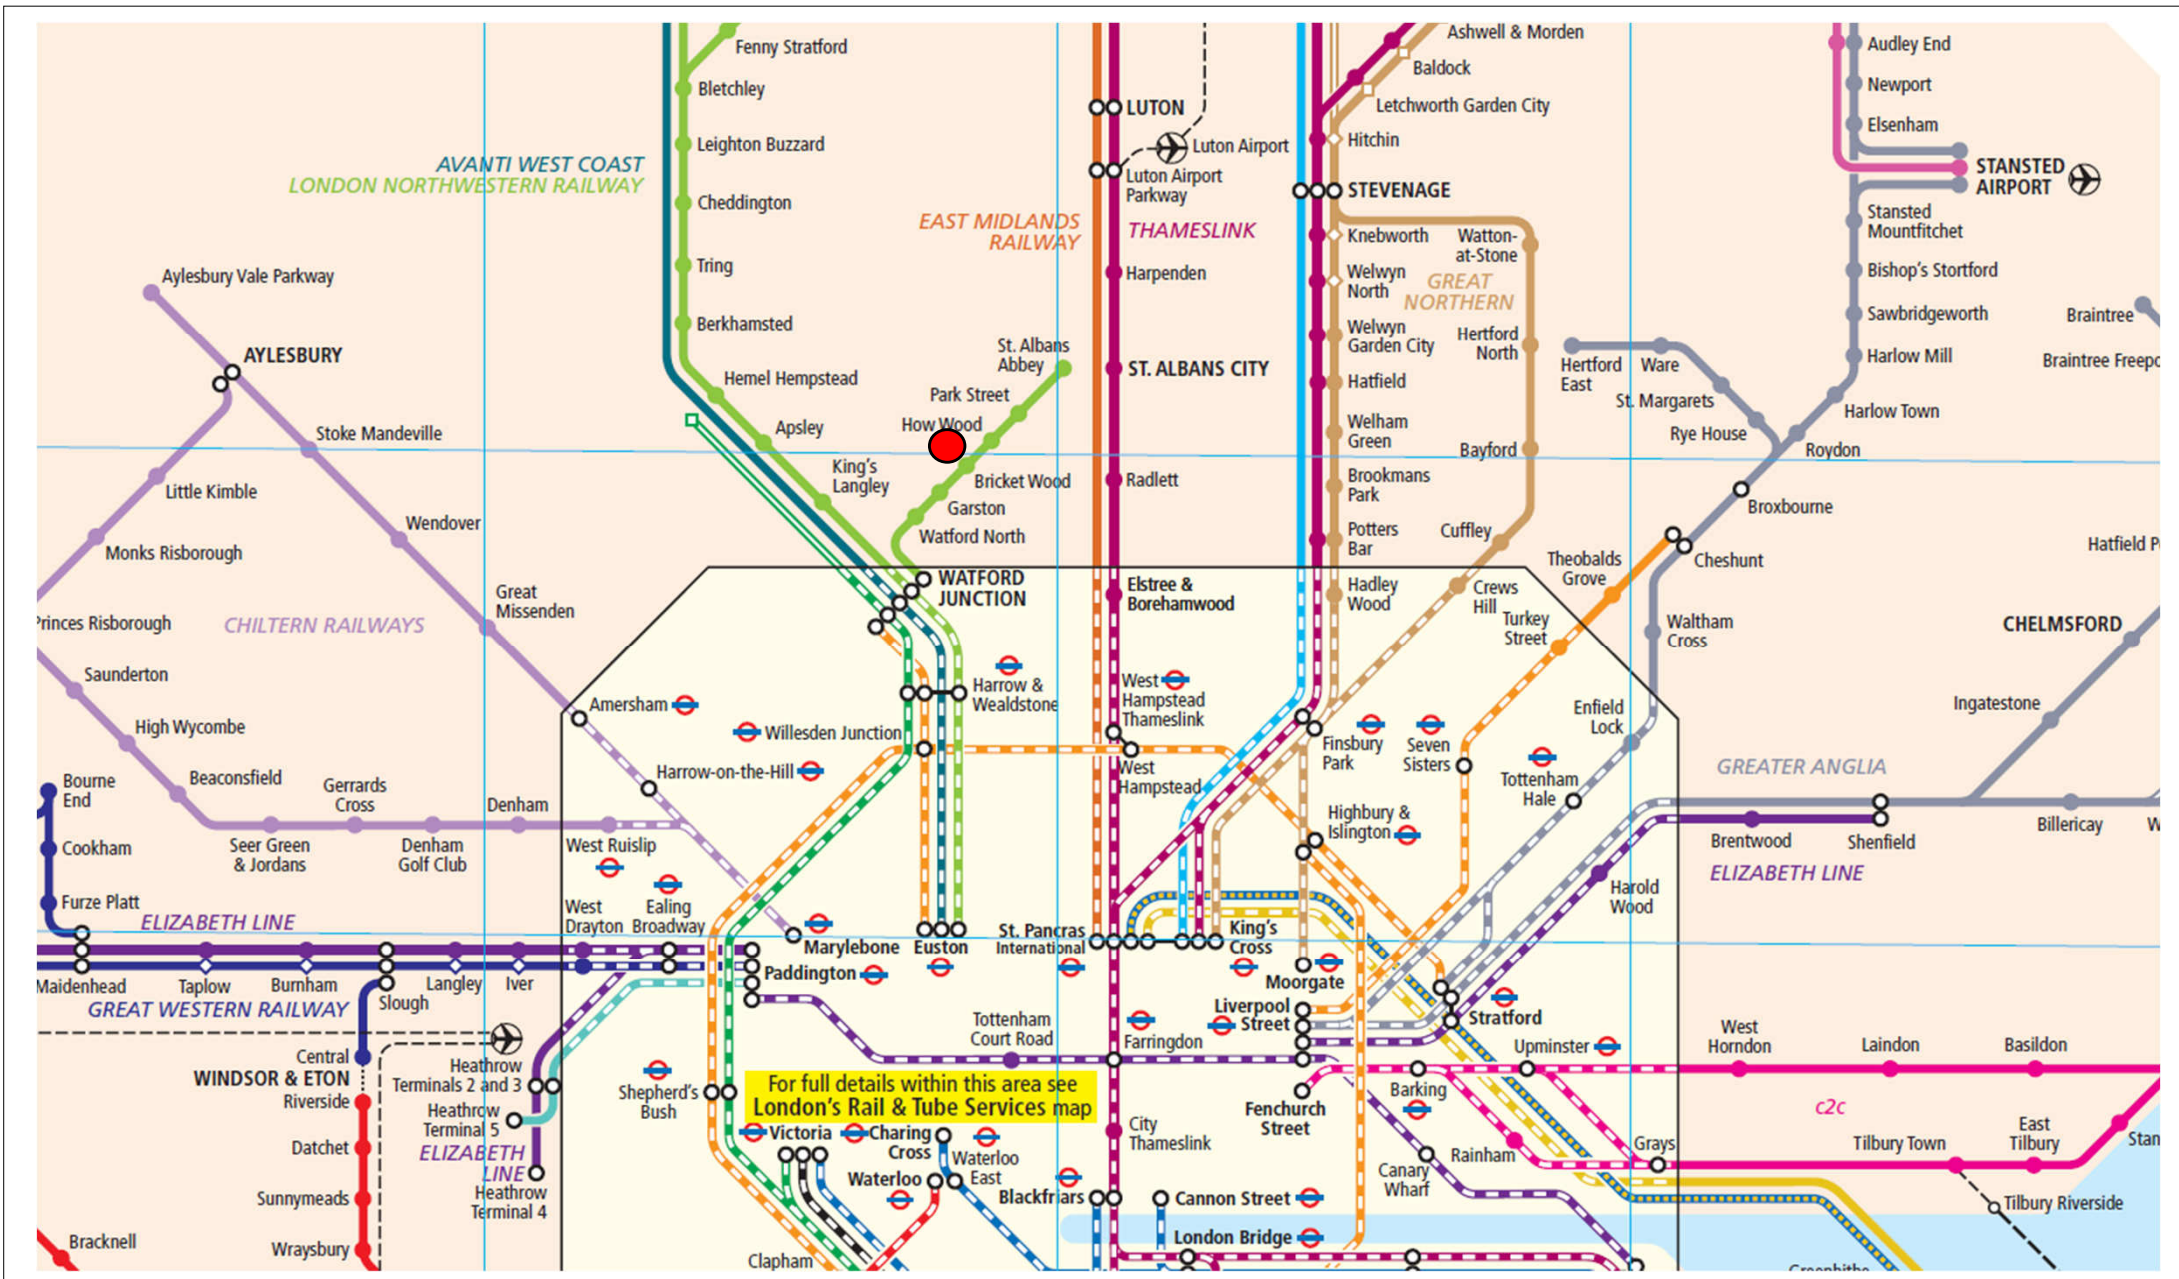 Fenny Stratford
Bletchley
Leighton Buzzard
AVANTI WEST COAST
LONDON NORTHWESTERN RAILWAY
Cheddington
Tring
Berkhamsted
Hemel Hempstead
Apsley
King's
Langley
St. Albans
Abbey
Park Street
How Wood
Bricket Wood
Garston
Watford North
WATFORD
JUNCTION
LUTON
Luton Airport
Luton Airport
Parkway
EAST MIDLANDS
RAILWAY
THAMESLINK
Harpenden
ST. ALBANS CITY
Radlett
Elstree &
Borehamwood
Ashwell & Morden
Baldock
Letchworth Garden City
Hitchin
STEVENAGE
Knebworth
Watton-
at-Stone
Welwyn
North
GREAT
NORTHERN
Welwyn
Garden City
Hertford
North
Hatfield
Welham
Green
Bayford
Brookmans
Park
Potters
Bar
Cuffley
Hadley
Wood
Crews
Hill
Audley End
Newport
Elsenham
STANSTED
AIRPORT
Stansted
Mountfitchet
Bishop's Stortford
Sawbridgeworth
Braintree
Harlow Mill
Braintree Freepo
Hertford
East
Ware
St. Margarets
Rye House
Harlow Town
Roydon
Broxbourne
Hatfield P
Theobalds
Grove
Cheshunt
Turkey
Street
Waltham
Cross
CHELMSFORD
Enfield
Lock
Ingatestone
Aylesbury Vale Parkway
AYLESBURY
Stoke Mandeville
Little Kimble
Wendover
Monks Risborough
Great
Missenden
Princes Risborough
CHILTERN RAILWAYS
Saunderton
High Wycombe
Beaconsfield
Gerrards
Cross
Denham
Seer Green
& Jordans
Denham
Golf Club
West Ruislip
Amersham
Willesden Junction
Harrow-on-the-Hill
Harrow &
Wealdstone
West
Hampstead
Thameslink
West
Hampstead
Finsbury
Park
Seven
Sisters
Tottenham
Hale
Highbury &
Islington
GREATER ANGLIA
Brentwood
Shenfield
Billericay
W
ELIZABETH LINE
Harold
Wood
Bourne
End
Cookham
Furze Platt
ELIZABETH LINE
West
Drayton
Ealing
Broadway
Marylebone
Euston
St. Pancras
International
King's
Cross
Moorgate
Paddington
Maidenhead
Taplow
Burnham
Slough
Langley
Iver
GREAT WESTERN RAILWAY
Liverpool
Street
Stratford
Tottenham
Court Road
Farringdon
Central
WINDSOR & ETON
Riverside
Datchet
Sunnymeads
Wraysbury
Bracknell
Heathrow
Terminals 2 and 3
Heathrow
Terminal 5
ELIZABETH
LINE
Heathrow
Terminal 4
Shepherd's
Bush
For full details within this area see
London's Rail & Tube Services map
Fenchurch
Street
Barking
Upminster
West
Horndon
Laindon
Basildon
c2c
City
Thameslink
Victoria
Charing
Cross
Waterloo
East
Waterloo
Blackfriars
Cannon Street
London Bridge
Canary
Wharf
Rainham
Grays
Tilbury Town
East
Tilbury
Stan
Tilbury Riverside
Clapham